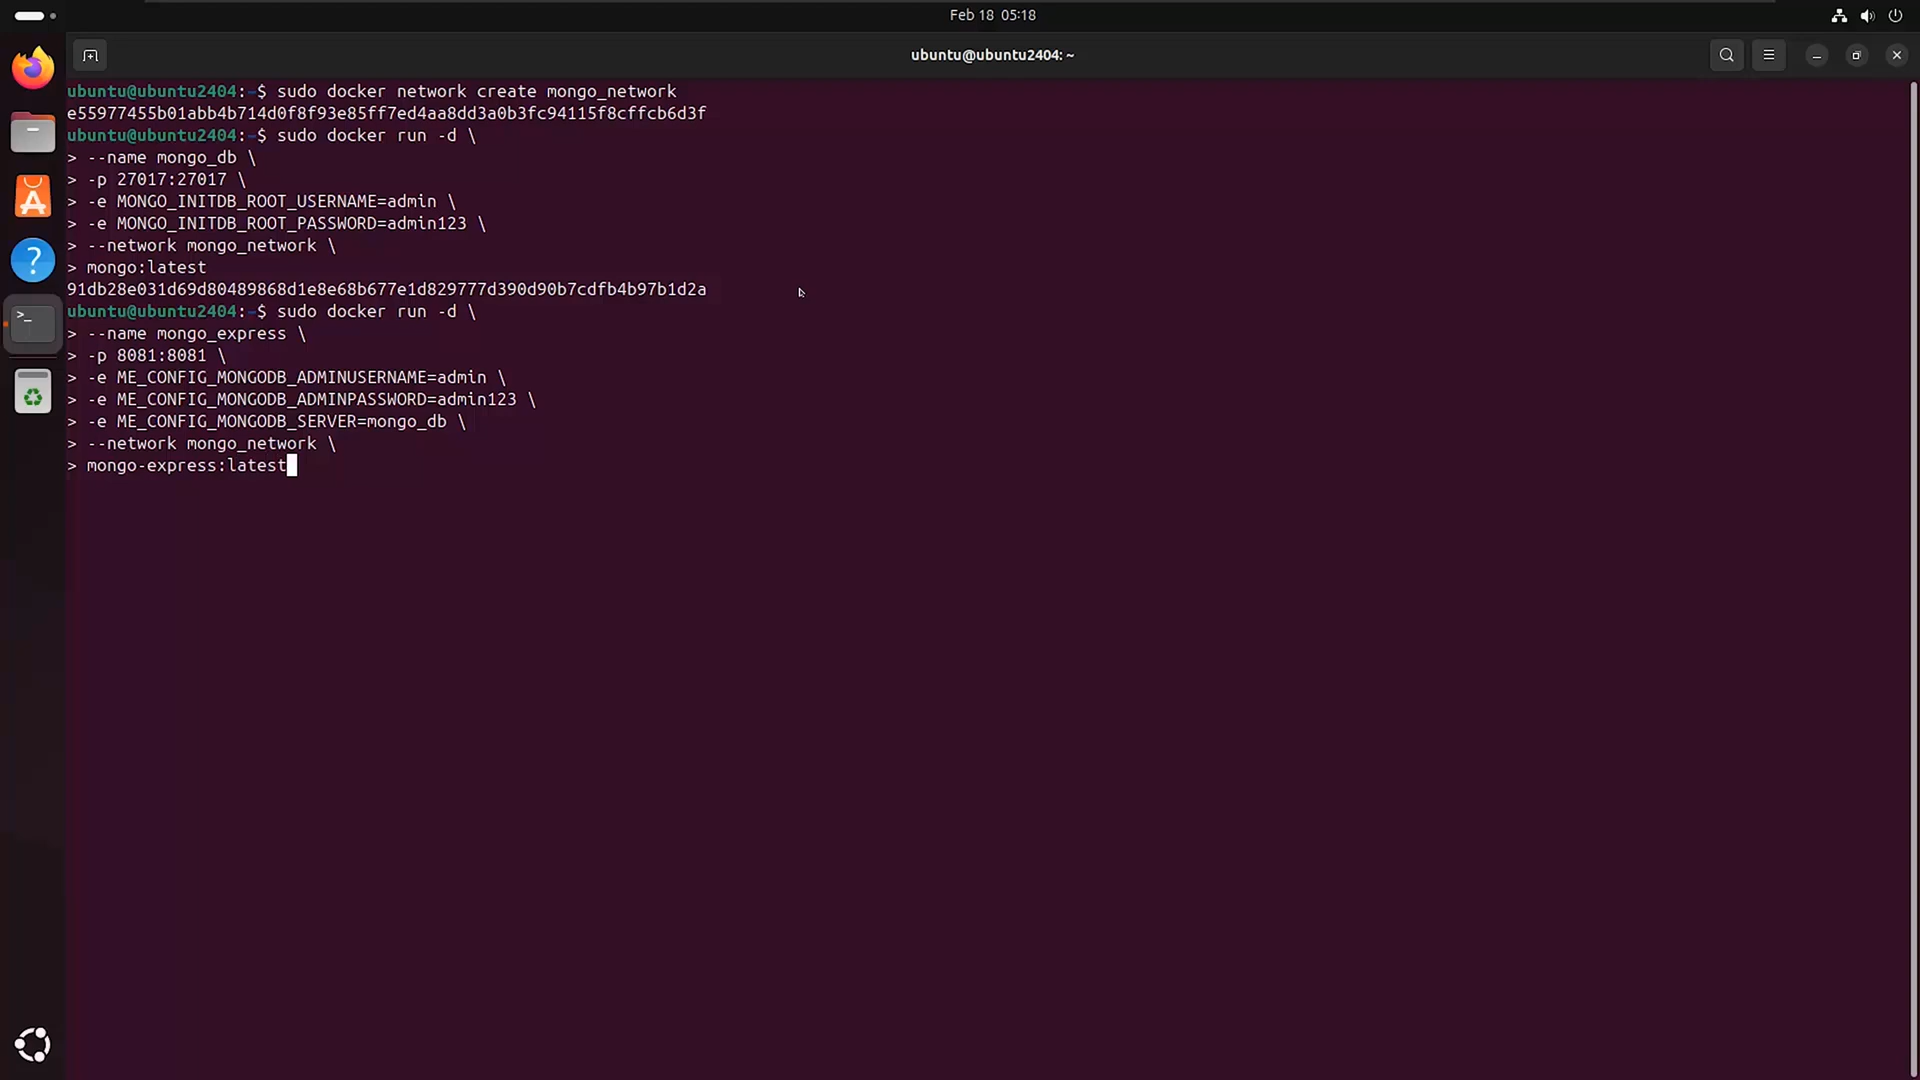 Feb 18 05:18
ubuntu@ubuntu2404: ~
ubuntu@ubuntu2404:~$ sudo docker network create mongo_network
e55977455b01abb4b714d0f8f93e85ff7ed4aa8dd3a0b3fc94115f8cffcb6d3f
ubuntu@ubuntu2404:~$ sudo docker run -d \
> --name mongo_db \
> -p 27017:27017 \
> -e MONGO_INITDB_ROOT_USERNAME=admin \
> -e MONGO_INITDB_ROOT_PASSWORD=admin123 \
> --network mongo_network \
> mongo:latest
91db28e031d69d80489868d1e8e68b677e1d829777d390d90b7cdfb4b97b1d2a
ubuntu@ubuntu2404:~$ sudo docker run -d \
> --name mongo_express \
> -p 8081:8081 \
> -e ME_CONFIG_MONGODB_ADMINUSERNAME=admin \
> -e ME_CONFIG_MONGODB_ADMINPASSWORD=admin123 \
> -e ME_CONFIG_MONGODB_SERVER=mongo_db \
> --network mongo_network \
> mongo-express:latest